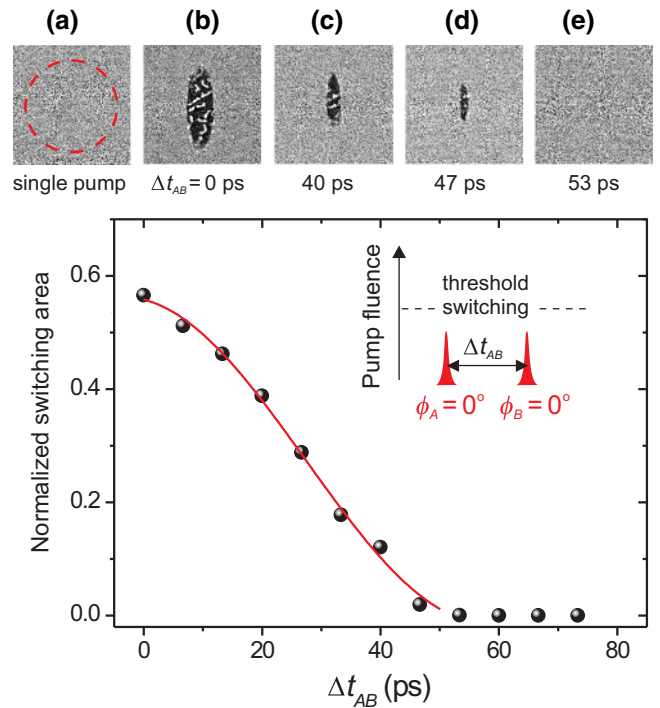 (a) (b) (c) (d) (e)
single pump Δt_AB = 0 ps 40 ps 47 ps 53 ps
Normalized switching area
0.6
0.4
0.2
0.0
Pump fluence
threshold
switching
Δt_AB
ϕ_A = 0° ϕ_B = 0°
0 20 40 60 80
Δt_AB (ps)